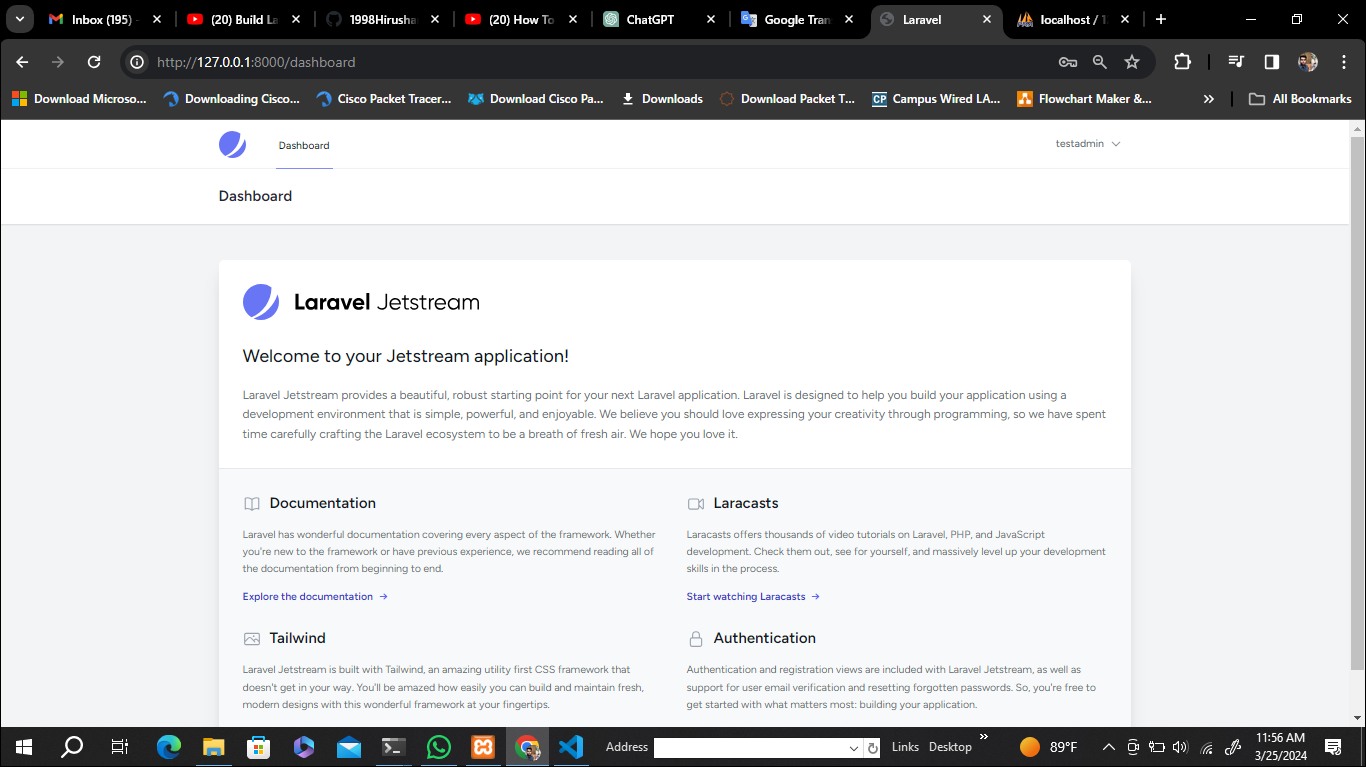 Inbox (195) -
(20) Build La
1998Hirusha
(20) How To
ChatGPT
Google Tran
Laravel
localhost / 12
http://127.0.0.1:8000/dashboard
Download Microso...
Downloading Cisco...
Cisco Packet Tracer...
Download Cisco Pa...
Downloads
Download Packet T...
CP
Campus Wired LA...
Flowchart Maker &...
»
All Bookmarks
Dashboard
testadmin
Dashboard
Laravel Jetstream
Welcome to your Jetstream application!
Laravel Jetstream provides a beautiful, robust starting point for your next Laravel application. Laravel is designed to help you build your application using a
development environment that is simple, powerful, and enjoyable. We believe you should love expressing your creativity through programming, so we have spent
time carefully crafting the Laravel ecosystem to be a breath of fresh air. We hope you love it.
Documentation
Laravel has wonderful documentation covering every aspect of the framework. Whether
you're new to the framework or have previous experience, we recommend reading all of
the documentation from beginning to end.
Explore the documentation →
Laracasts
Laracasts offers thousands of video tutorials on Laravel, PHP, and JavaScript
development. Check them out, see for yourself, and massively level up your development
skills in the process.
Start watching Laracasts →
Tailwind
Laravel Jetstream is built with Tailwind, an amazing utility first CSS framework that
doesn't get in your way. You'll be amazed how easily you can build and maintain fresh,
modern designs with this wonderful framework at your fingertips.
Authentication
Authentication and registration views are included with Laravel Jetstream, as well as
support for user email verification and resetting forgotten passwords. So, you're free to
get started with what matters most: building your application.
Address
Links
Desktop
»
89°F
11:56 AM
3/25/2024